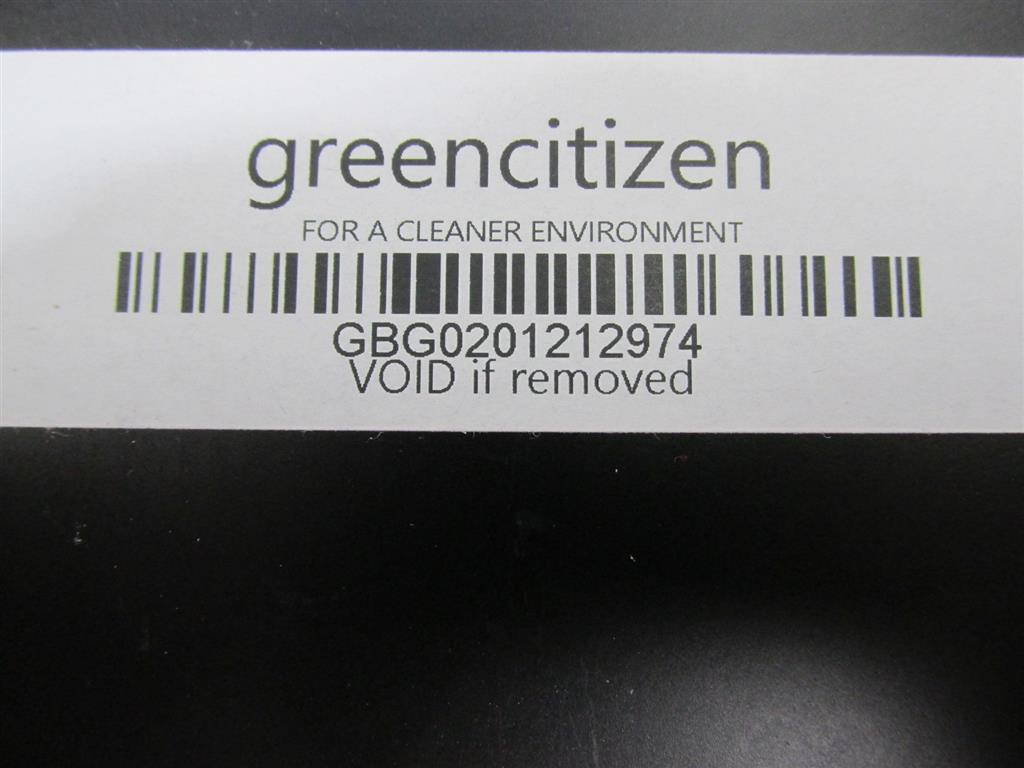 greencitizen
FOR A CLEANER ENVIRONMENT
GBG0201212974
VOID if removed